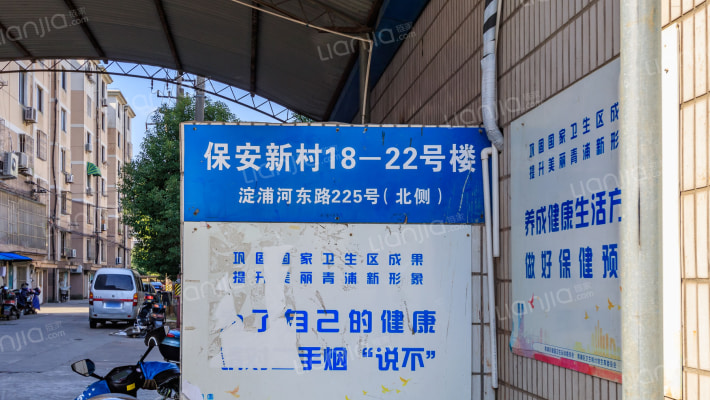 保安新村18-22号楼
淀浦河东路225号(北侧)
巩固国家卫生区成果
提升美丽青浦新形象
了自己的健康
二手烟“说不”
巩固国家卫生区成
提升美丽青浦新形
养成健康生活方
做好保健预
Lianjia.com